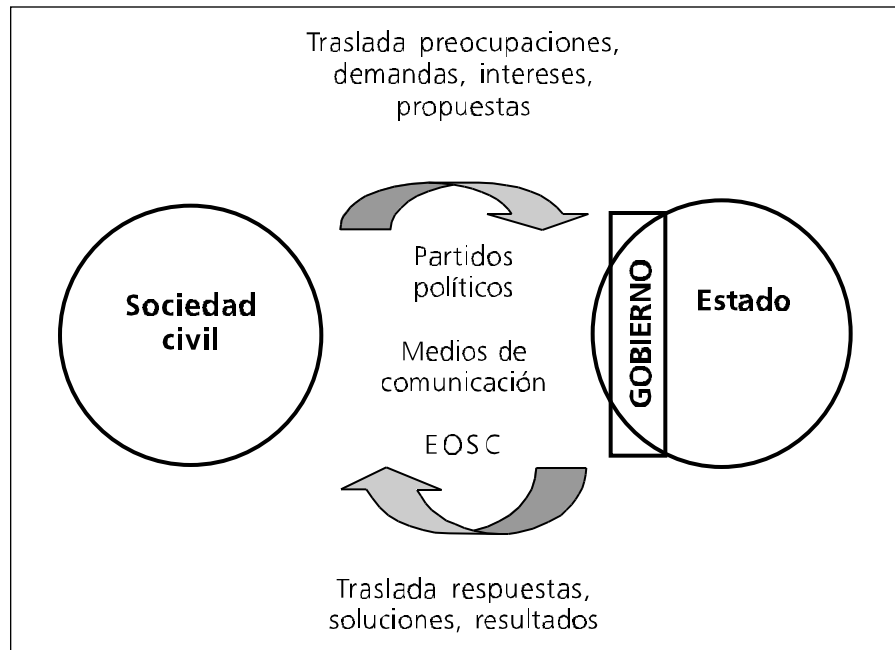 Traslada preocupaciones,
demandas, intereses,
propuestas
Sociedad
civil
Partidos
políticos
Medios de
comunicación
EOSC
GOBIERNO
Estado
Traslada respuestas,
soluciones, resultados